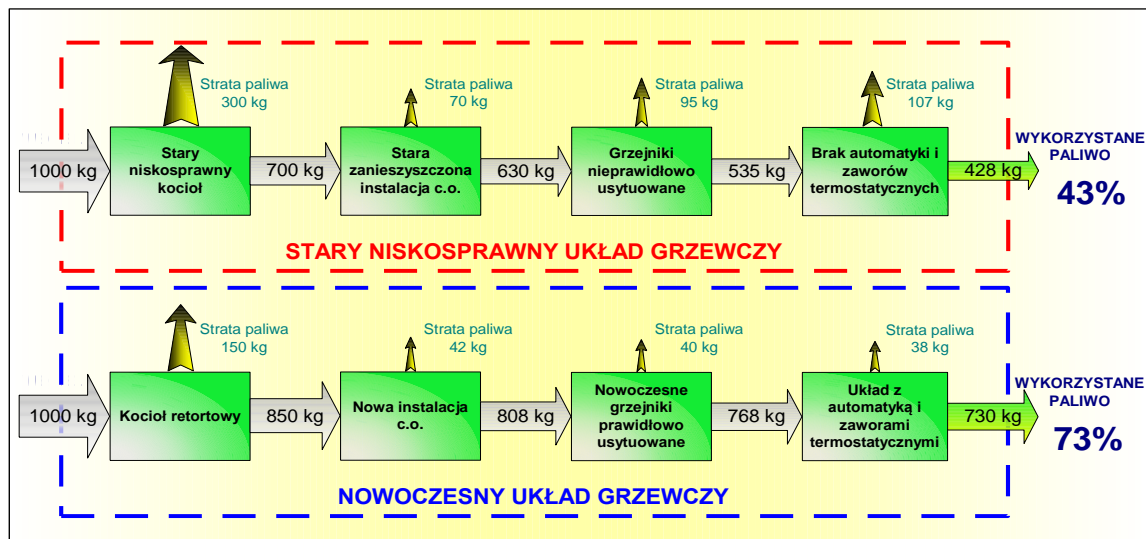 Strata paliwa
300 kg
Strata paliwa
70 kg
Strata paliwa
95 kg
Strata paliwa
107 kg
1000 kg
Stary
niskosprawny
kocioł
700 kg
Stara
zanieszyszczona
instalacja c.o.
630 kg
Grzejniki
nieprawidłowo
usytuowane
535 kg
Brak automatyki i
zaworów
termostatycznych
428 kg
WYKORZYSTANE
PALIWO
43%
STARY NISKOSPRAWNY UKŁAD GRZEWCZY
Strata paliwa
150 kg
Strata paliwa
42 kg
Strata paliwa
40 kg
Strata paliwa
38 kg
1000 kg
Kocioł retortowy
850 kg
Nowa instalacja
c.o.
808 kg
Nowoczesne
grzejniki
prawidłowo
usytuowane
768 kg
Układ z
automatyką i
zaworami
termostatycznymi
730 kg
WYKORZYSTANE
PALIWO
73%
NOWOCZESNY UKŁAD GRZEWCZY